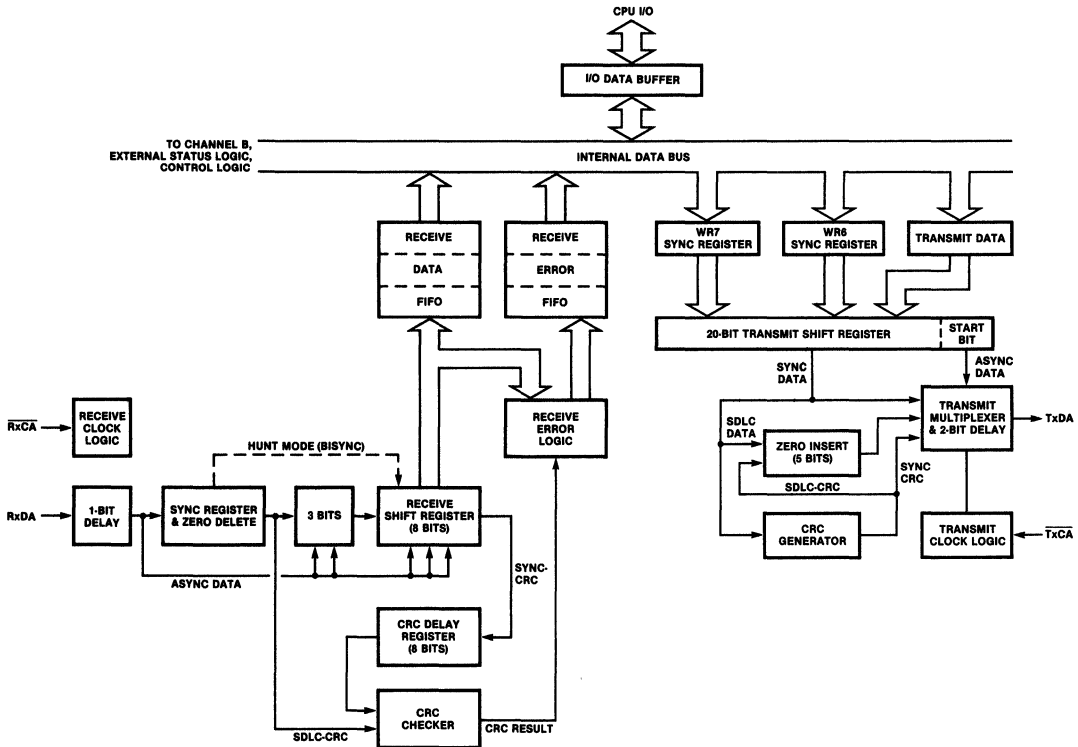 CPU I/O
I/O DATA BUFFER
TO CHANNEL B,
EXTERNAL STATUS LOGIC,
CONTROL LOGIC
INTERNAL DATA BUS
RECEIVE
DATA
FIFO
RECEIVE
ERROR
FIFO
WR7
SYNC REGISTER
WR6
SYNC REGISTER
TRANSMIT DATA
20-BIT TRANSMIT SHIFT REGISTER
START
BIT
SYNC
DATA
ASYNC
DATA
RxCA
RECEIVE
CLOCK
LOGIC
RECEIVE
ERROR
LOGIC
HUNT MODE (BISYNC)
RxDA
1-BIT
DELAY
SYNC REGISTER
& ZERO DELETE
3 BITS
RECEIVE
SHIFT REGISTER
(8 BITS)
ASYNC DATA
SYNC-
CRC
CRC DELAY
REGISTER
(8 BITS)
CRC
CHECKER
SDLC-CRC
CRC RESULT
SDLC
DATA
ZERO INSERT
(5 BITS)
SDLC-CRC
SYNC
CRC
CRC
GENERATOR
TRANSMIT
MULTIPLEXER
& 2-BIT DELAY
TxDA
TRANSMIT
CLOCK LOGIC
TxCA